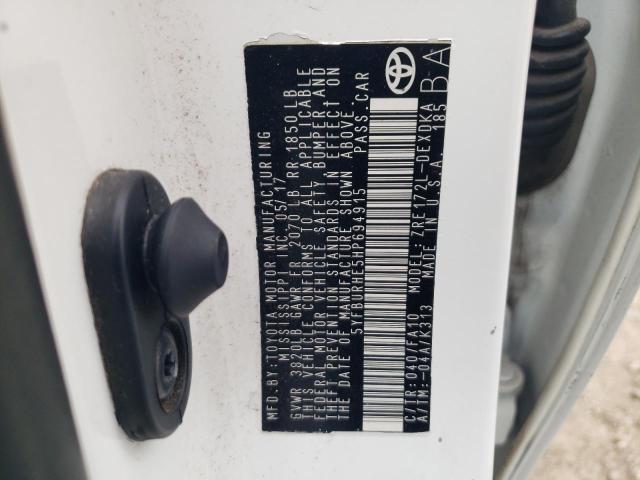 MFD.BY:TOYOTA MOTOR MANUFACTURING
MISSISSIPPI INC. 05/17
GVWR 3820LB GAWR FR 2070 LB RR 1850LB
THIS VEHICLE CONFORMS TO ALL APPLICABLE
FEDERAL MOTOR VEHICLE SAFETY, BUMPER AND
THEFT PREVENTION STANDARDS IN EFFECT ON
THE DATE OF MANUFACTURE SHOWN ABOVE.
5YFBURHE5HP694915 PASS.CAR
C/TR:040/FA10 MODEL:ZRE172L-DEXDKA
A/TM:-04A/K313 MADE IN U.S.A. 185
BA